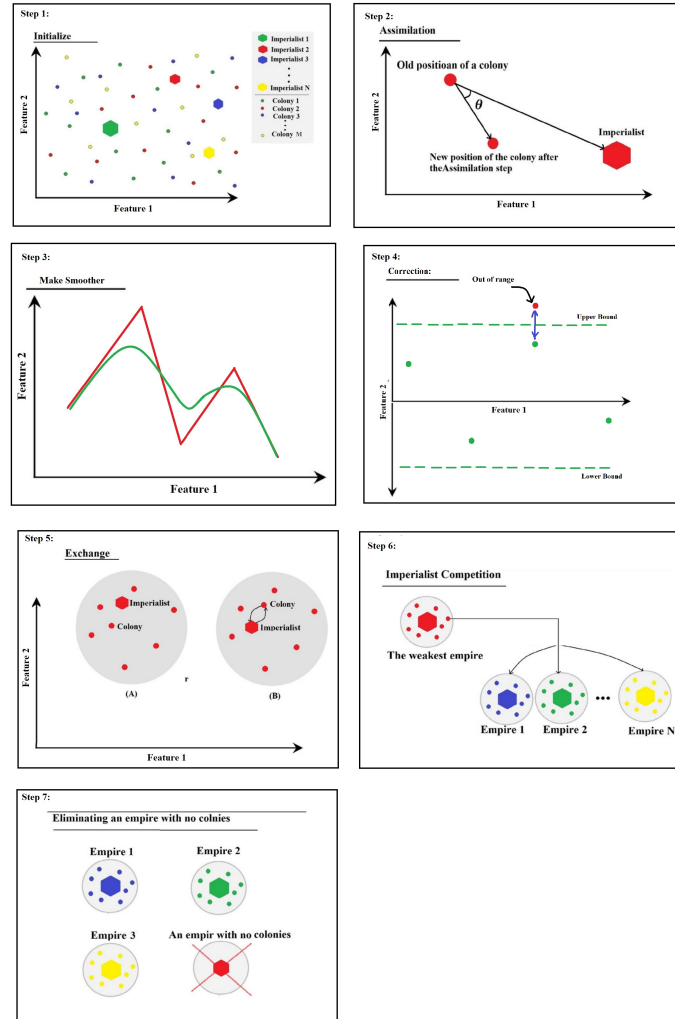 Step 1:
Initialize
Imperialist 1
Imperialist 2
Imperialist 3
Imperialist N
Colony 1
Colony 2
Colony 3
Colony M
Feature 2
Feature 1
Step 2:
Assimilation
Old positioan of a colony
θ
Imperialist
New position of the colony after
theAssimilation step
Feature 2
Feature 1
Step 3:
Make Smoother
Feature 2
Feature 1
Step 4:
Correction:
Out of range
Upper Bound
Feature 1
Feature 2
Lower Bound
Step 5:
Exchange
Imperialist
Colony
(A)
r
Colony
Imperialist
(B)
Feature 2
Feature 1
Step 6:
Imperialist Competition
The weakest empire
Empire 1
Empire 2
Empire N
Step 7:
Eliminating an empire with no colnies
Empire 1
Empire 2
Empire 3
An empir with no colonies